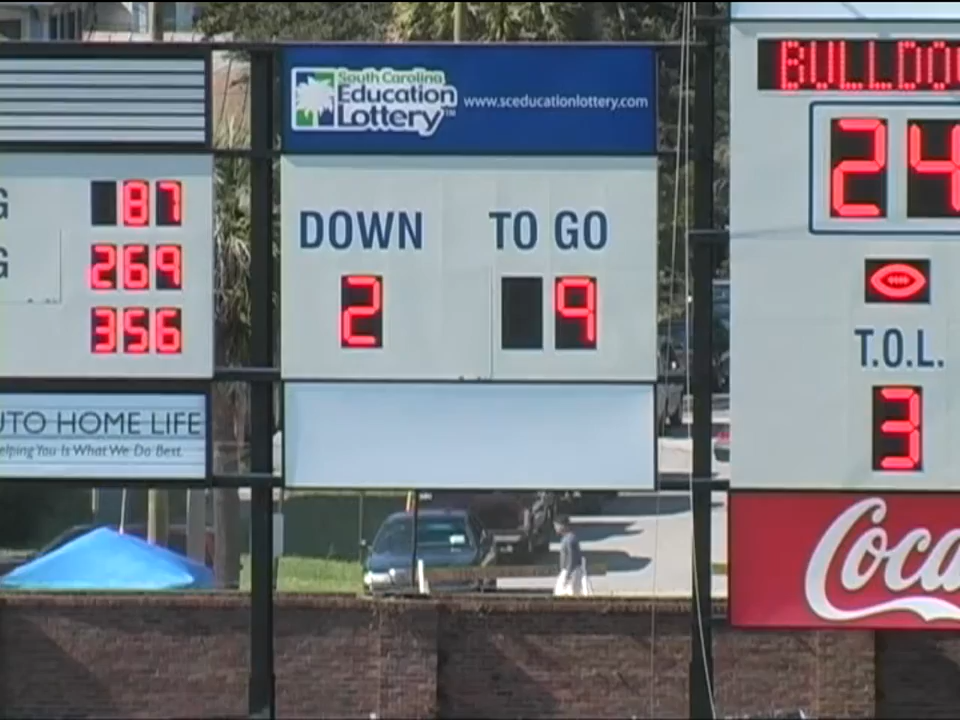 South Carolina
Education
Lottery™
www.sceducationlottery.com
BULLDO
24
G 87
G 269
356
DOWN TO GO
2 9
T.O.L.
3
UTO HOME LIFE
elping You Is What We Do Best.
Coca